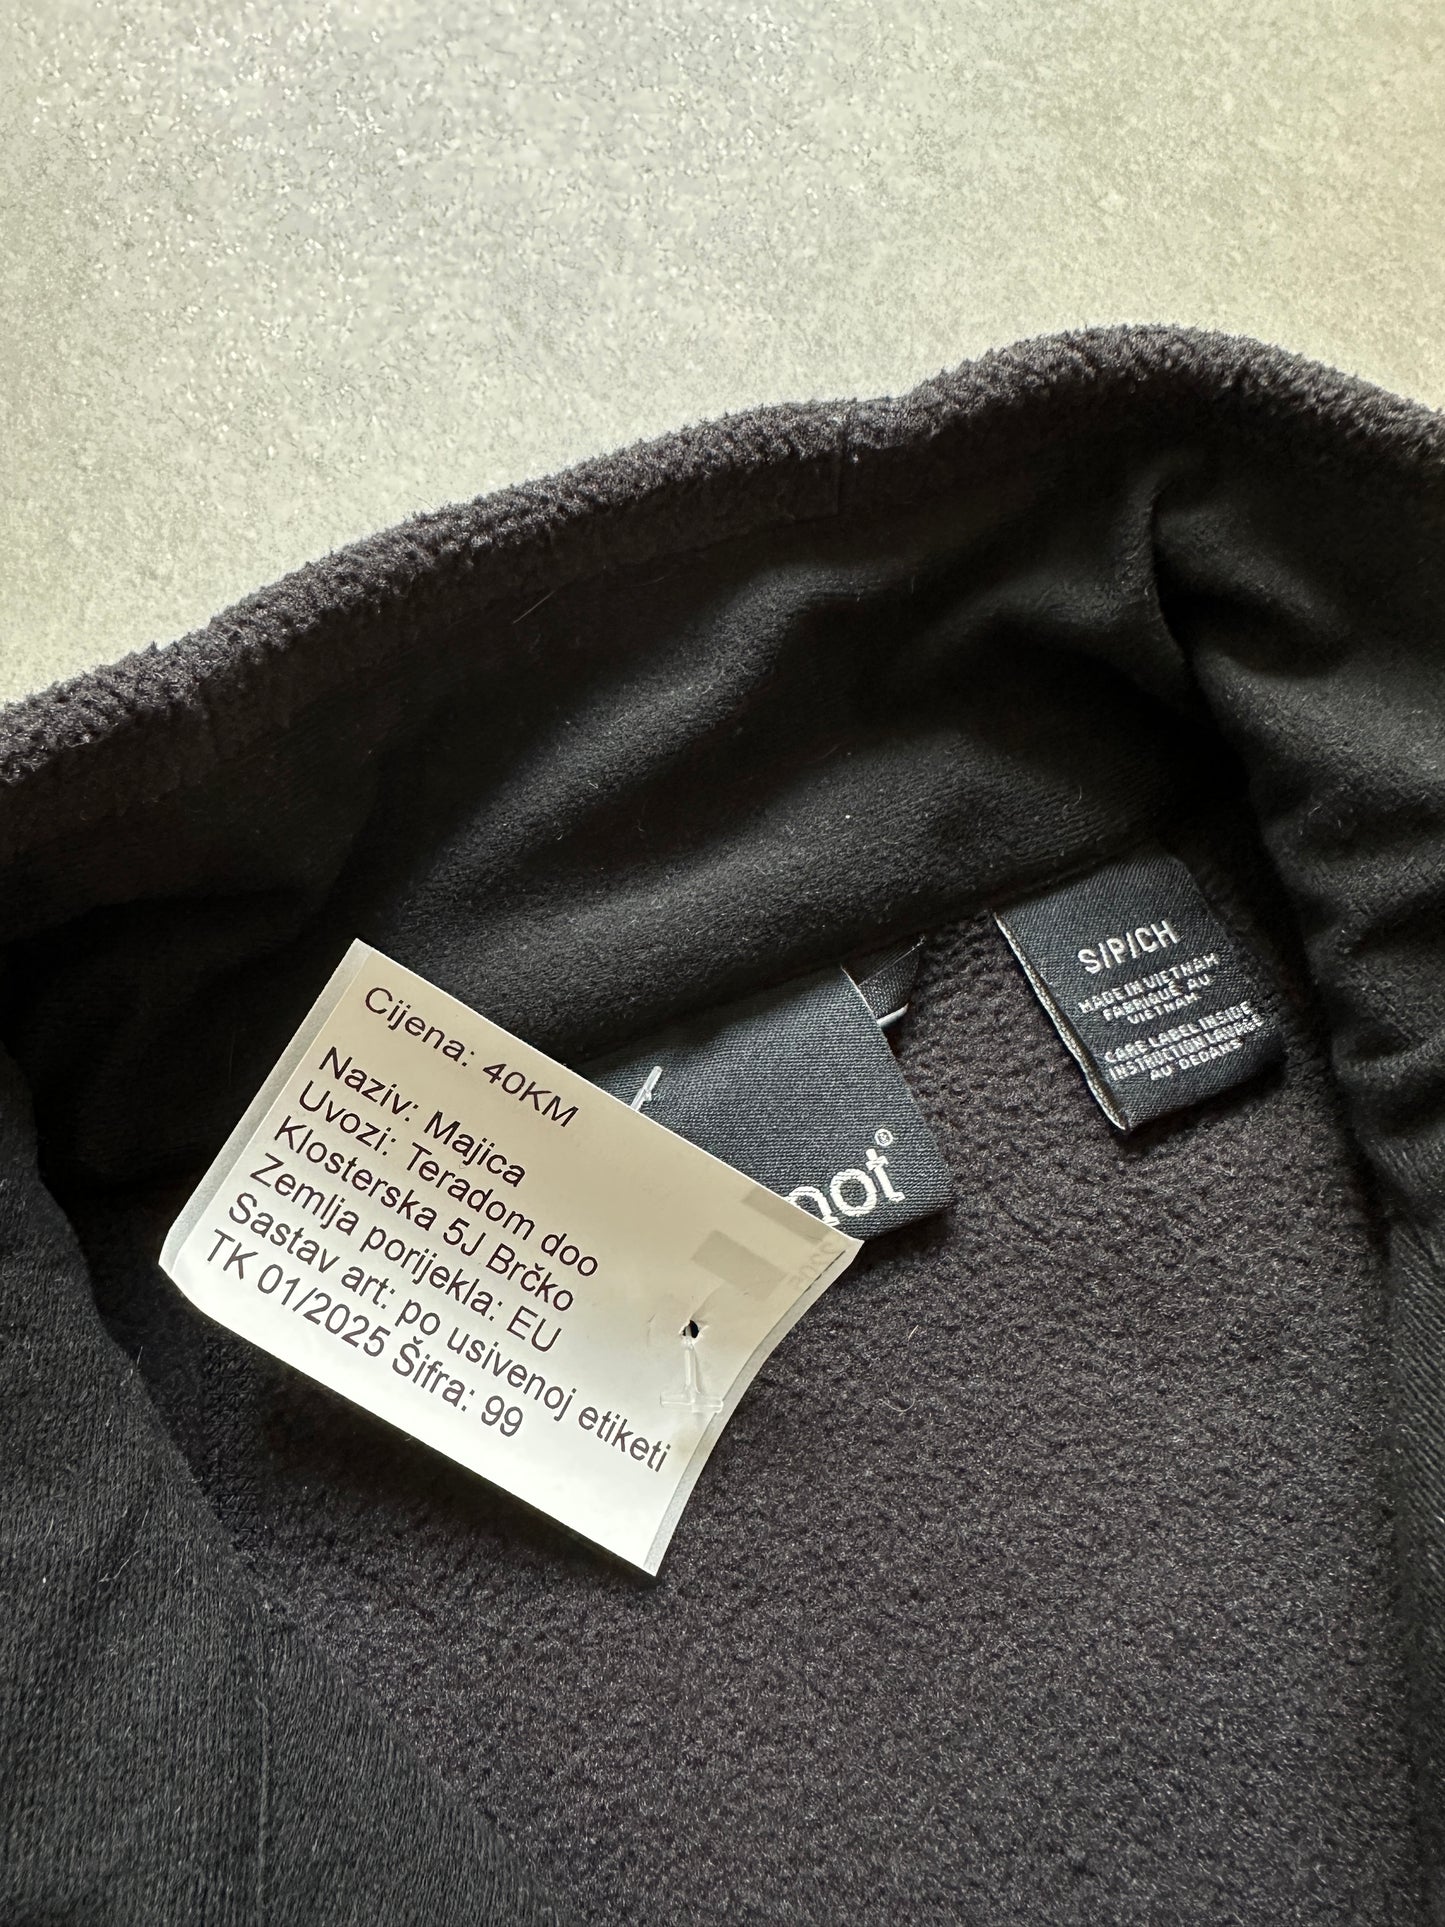 S/P/CH
MADE IN VIETNAM
FABRIQUÉ AU
VIETNAM
CARE LABEL INSIDE
INSTRUCTION LAVAGE
AU DEDANS
not®
Cijena: 40KM
Naziv: Majica
Uvozi: Teradom doo
Klosterska 5J Brčko
Zemlja porijekla: EU
Sastav art: po usivenoj etiketi
TK 01/2025 Šifra: 99